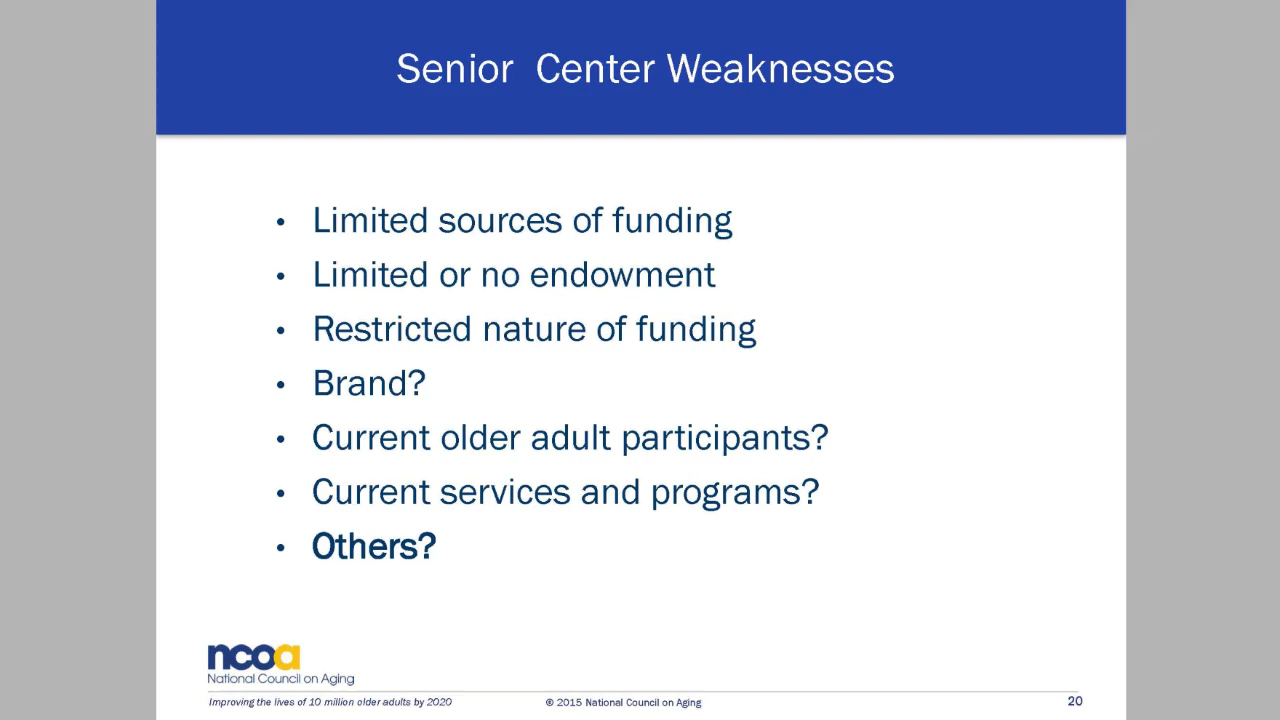 Senior Center Weaknesses
• Limited sources of funding
• Limited or no endowment
• Restricted nature of funding
• Brand?
• Current older adult participants?
• Current services and programs?
• Others?
ncoa
National Council on Aging
Improving the lives of 10 million older adults by 2020
© 2015 National Council on Aging
20